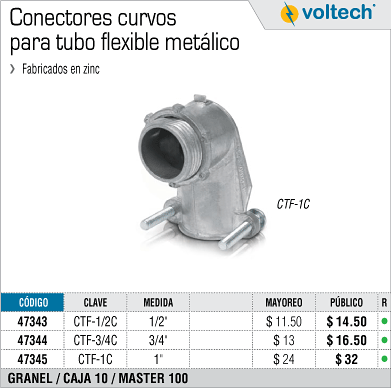 Conectores curvos
para tubo flexible metálico
voltech®
❯ Fabricados en zinc
CTF-1C
CÓDIGO CLAVE MEDIDA MAYOREO PÚBLICO R
47343 CTF-1/2C 1/2" $ 11.50 $ 14.50
47344 CTF-3/4C 3/4" $ 13 $ 16.50
47345 CTF-1C 1" $ 24 $ 32
GRANEL / CAJA 10 / MASTER 100